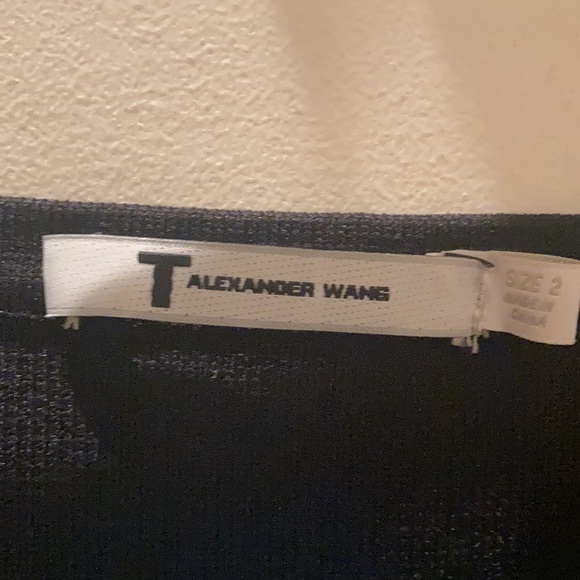 T ALEXANDER WANG
SIZE 2
MADE IN
CHINA